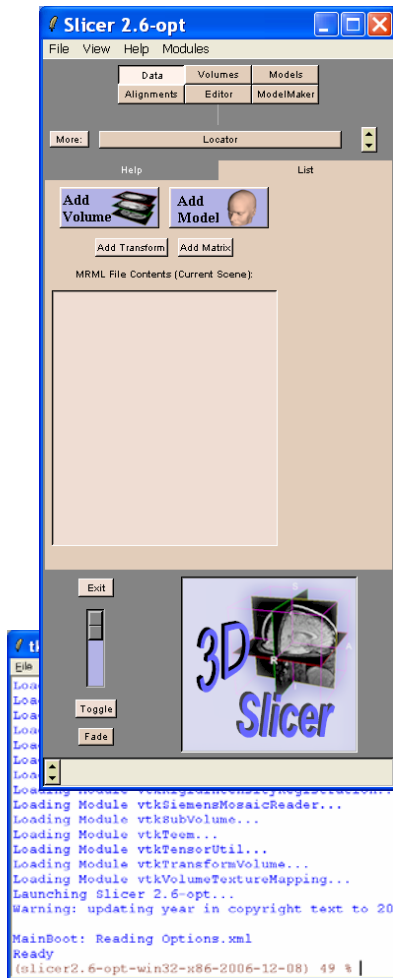 Slicer 2.6-opt
File View Help Modules
Data Volumes Models
Alignments Editor ModelMaker
More: Locator
Help List
Add Volume Add Model
Add Transform Add Matrix
MRML File Contents (Current Scene):
Exit
3D
Slicer
S
A
R
I
Toggle
Fade
File
Loading Module vtkSiemensMosaicReader...
Loading Module vtkSubVolume...
Loading Module vtkTeem...
Loading Module vtkTensorUtil...
Loading Module vtkTransformVolume...
Loading Module vtkVolumeTextureMapping...
Launching Slicer 2.6-opt...
Warning: updating year in copyright text to 20
MainBoot: Reading Options.xml
Ready
(slicer2.6-opt-win32-x86-2006-12-08) 49 %